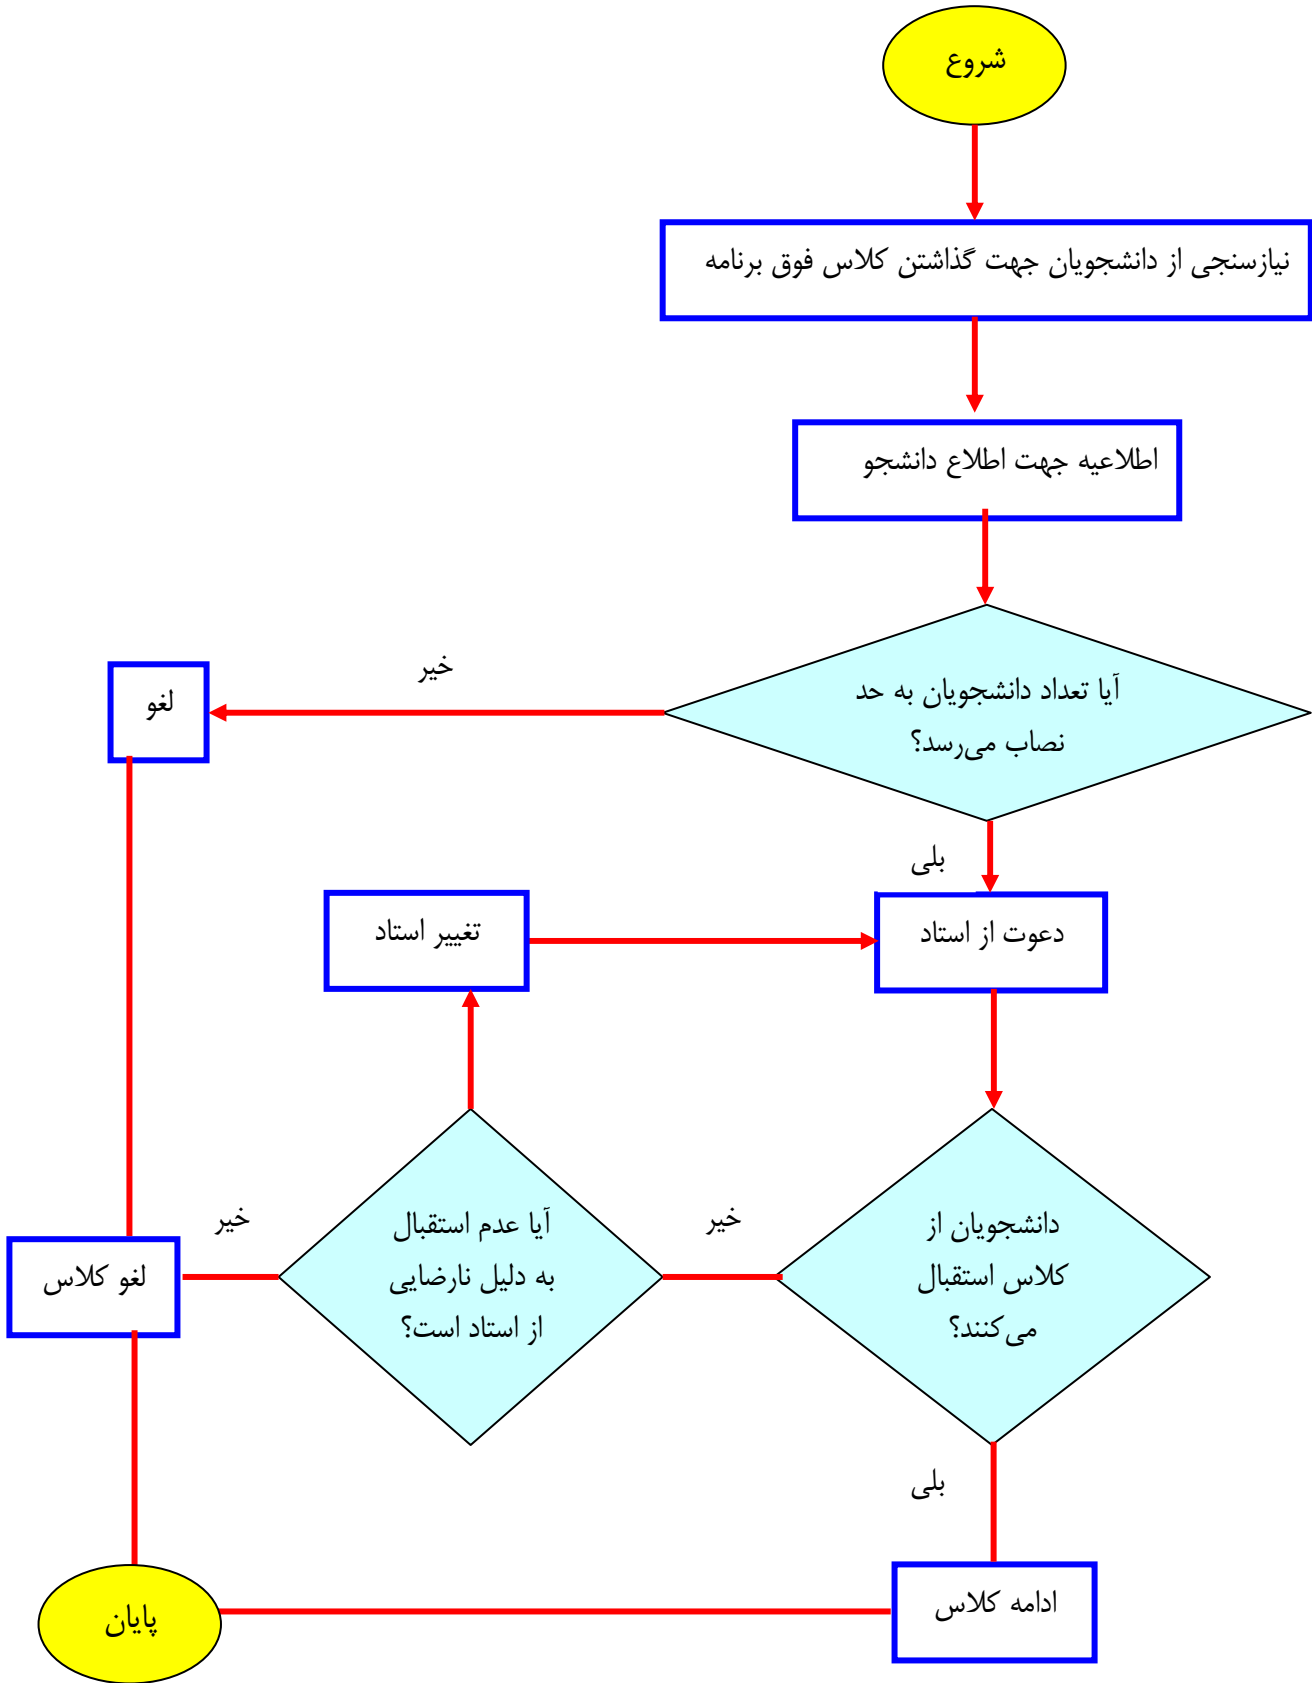 شروع
نیازسنجی از دانشجویان جهت گذاشتن کلاس فوق برنامه
اطلاعیه جهت اطلاع دانشجو
آیا تعداد دانشجویان به حد
نصاب می‌رسد؟
خیر
لغو
بلی
دعوت از استاد
تغییر استاد
دانشجویان از
کلاس استقبال
می‌کنند؟
خیر
آیا عدم استقبال
به دلیل نارضایی
از استاد است؟
خیر
لغو کلاس
بلی
ادامه کلاس
پایان